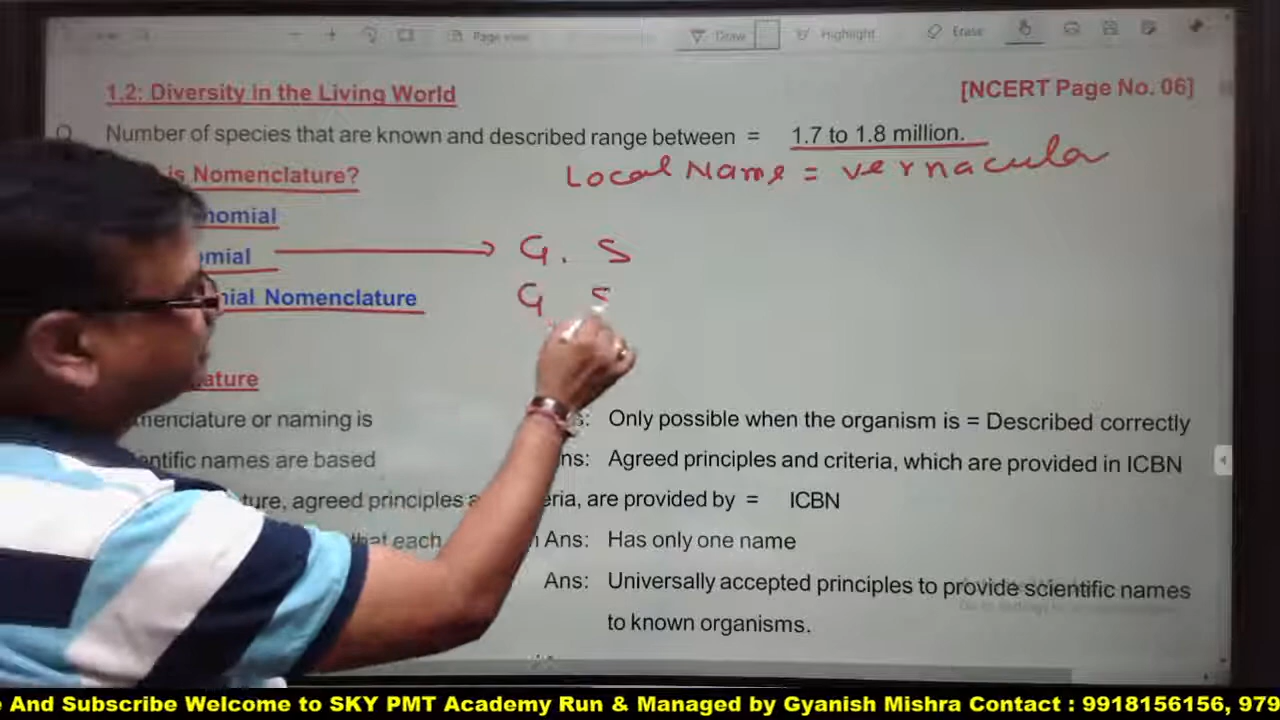 Page view Draw Highlight Erase
1.2: Diversity in the Living World [NCERT Page No. 06]
Number of species that are known and described range between = 1.7 to 1.8 million.
is Nomenclature? Local Name = vernacula
nomial
omial G. S
nial Nomenclature G S
ature
menclature or naming is s: Only possible when the organism is = Described correctly
entific names are based ns: Agreed principles and criteria, which are provided in ICBN
ture, agreed principles a eria, are provided by = ICBN
that each n Ans: Has only one name
Ans: Universally accepted principles to provide scientific names
to known organisms.
e And Subscribe Welcome to SKY PMT Academy Run & Managed by Gyanish Mishra Contact : 9918156156, 979